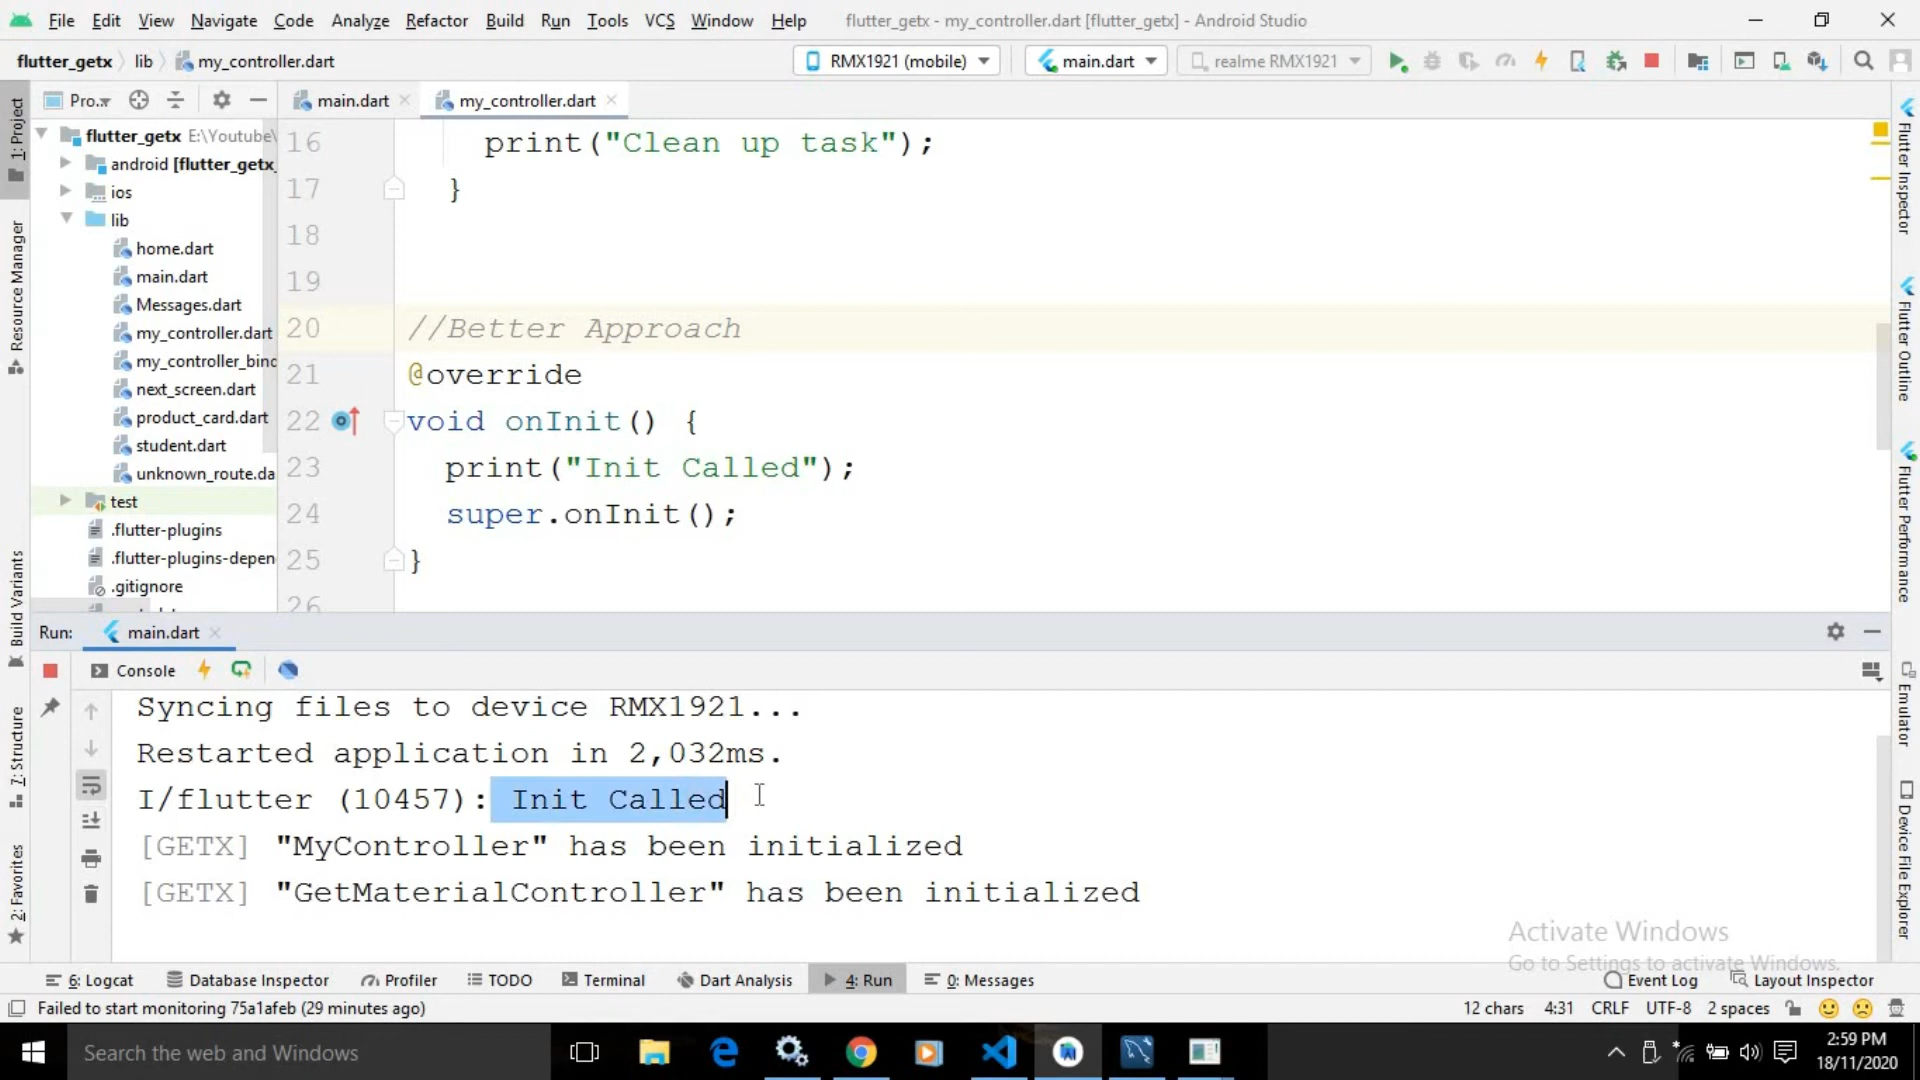 File Edit View Navigate Code Analyze Refactor Build Run Tools VCS Window Help flutter_getx - my_controller.dart [flutter_getx] - Android Studio
flutter_getx lib my_controller.dart RMX1921 (mobile) main.dart realme RMX1921
Pro... main.dart my_controller.dart
1: Project
Resource Manager
Build Variants
7: Structure
2: Favorites
flutter_getx E:\Youtube\
android [flutter_getx_
ios
lib
home.dart
main.dart
Messages.dart
my_controller.dart
my_controller_bind
next_screen.dart
product_card.dart
student.dart
unknown_route.da
test
.flutter-plugins
.flutter-plugins-depen
.gitignore
16 print("Clean up task");
17 }
18
19
20 //Better Approach
21 @override
22 void onInit() {
23 print("Init Called");
24 super.onInit();
25 }
26
Flutter Inspector
Flutter Outline
Flutter Performance
Emulator
Device File Explorer
Run: main.dart
Console
Syncing files to device RMX1921...
Restarted application in 2,032ms.
I/flutter (10457): Init Called
[GETX] "MyController" has been initialized
[GETX] "GetMaterialController" has been initialized
Activate Windows
Go to Settings to activate Windows.
6: Logcat Database Inspector Profiler TODO Terminal Dart Analysis 4: Run 0: Messages Event Log Layout Inspector
Failed to start monitoring 75a1afeb (29 minutes ago) 12 chars 4:31 CRLF UTF-8 2 spaces
Search the web and Windows
2:59 PM
18/11/2020